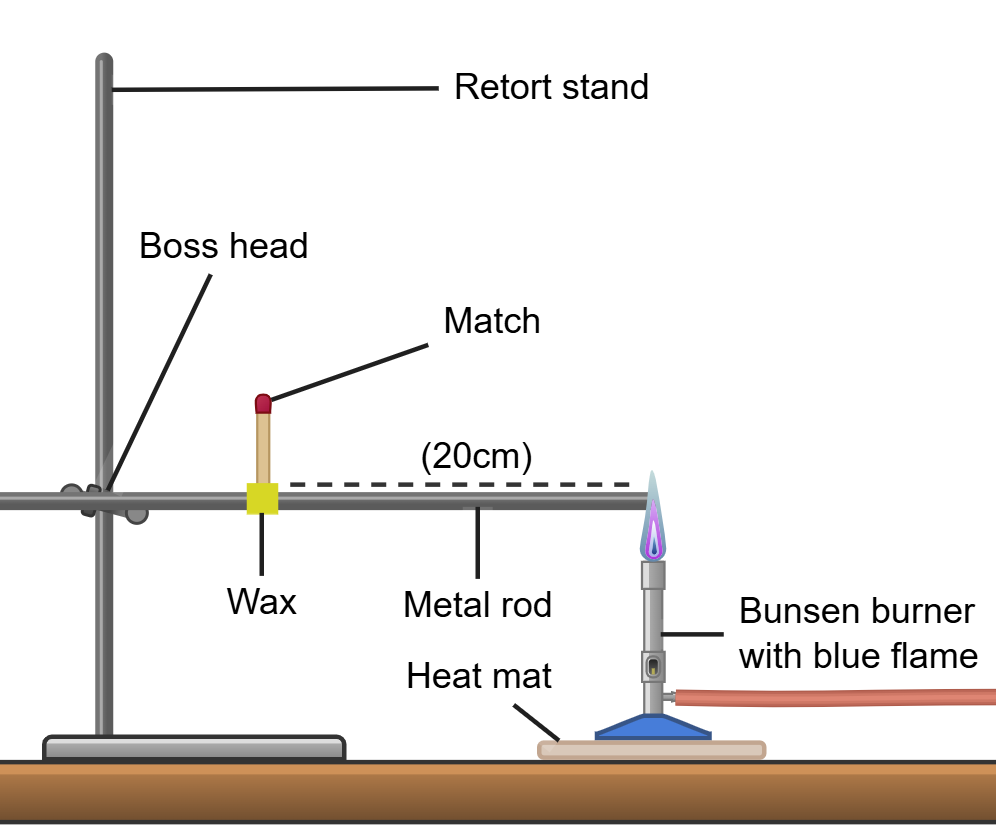 Retort stand
Boss head
Match
(20cm)
Wax
Metal rod
Bunsen burner
with blue flame
Heat mat